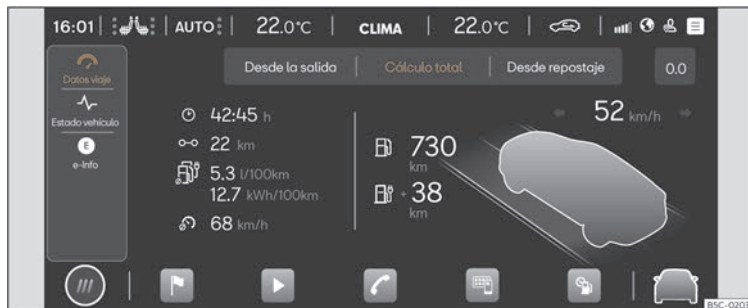 16:01 AUTO 22.0°C CLIMA 22.0°C
Datos viaje
Estado vehículo
E
e-Info
Desde la salida Cálculo total Desde repostaje 0.0
42:45 h
22 km
5.3 l/100km
12.7 kWh/100km
68 km/h
730
km
+38
km
52 km/h
B5C-0203